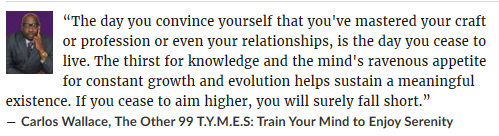 “The day you convince yourself that you've mastered your craft
or profession or even your relationships, is the day you cease to
live. The thirst for knowledge and the mind's ravenous appetite
for constant growth and evolution helps sustain a meaningful
existence. If you cease to aim higher, you will surely fall short.”
― Carlos Wallace, The Other 99 T.Y.M.E.S: Train Your Mind to Enjoy Serenity